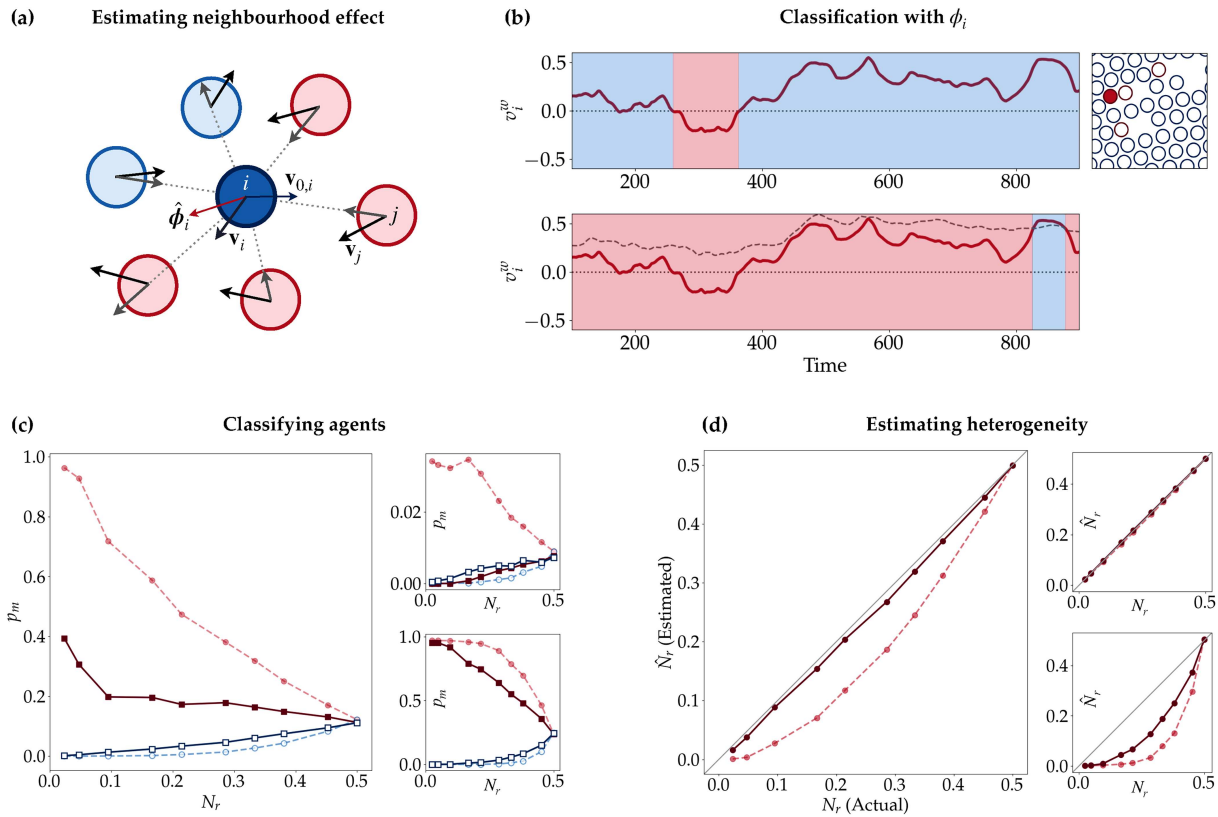 (a)
Estimating neighbourhood effect
i
v₀,ᵢ
ϕ̂ᵢ
vᵢ
j
vⱼ
(b)
Classification with ϕᵢ
vᵢʷ
0.5
0.0
−0.5
200 400 600 800
vᵢʷ
0.5
0.0
−0.5
200 400 600 800
Time
(c)
Classifying agents
pₘ
1.0
0.8
0.6
0.4
0.2
0.0
0.0 0.1 0.2 0.3 0.4 0.5
Nᵣ
pₘ
0.02
0.00
0.0 0.5
Nᵣ
pₘ
1.0
0.5
0.0
0.0 0.5
Nᵣ
(d)
Estimating heterogeneity
N̂ᵣ (Estimated)
0.5
0.4
0.3
0.2
0.1
0.0
0.0 0.1 0.2 0.3 0.4 0.5
Nᵣ (Actual)
N̂ᵣ
0.4
0.2
0.0
0.0 0.5
Nᵣ
N̂ᵣ
0.4
0.2
0.0
0.0 0.5
Nᵣ